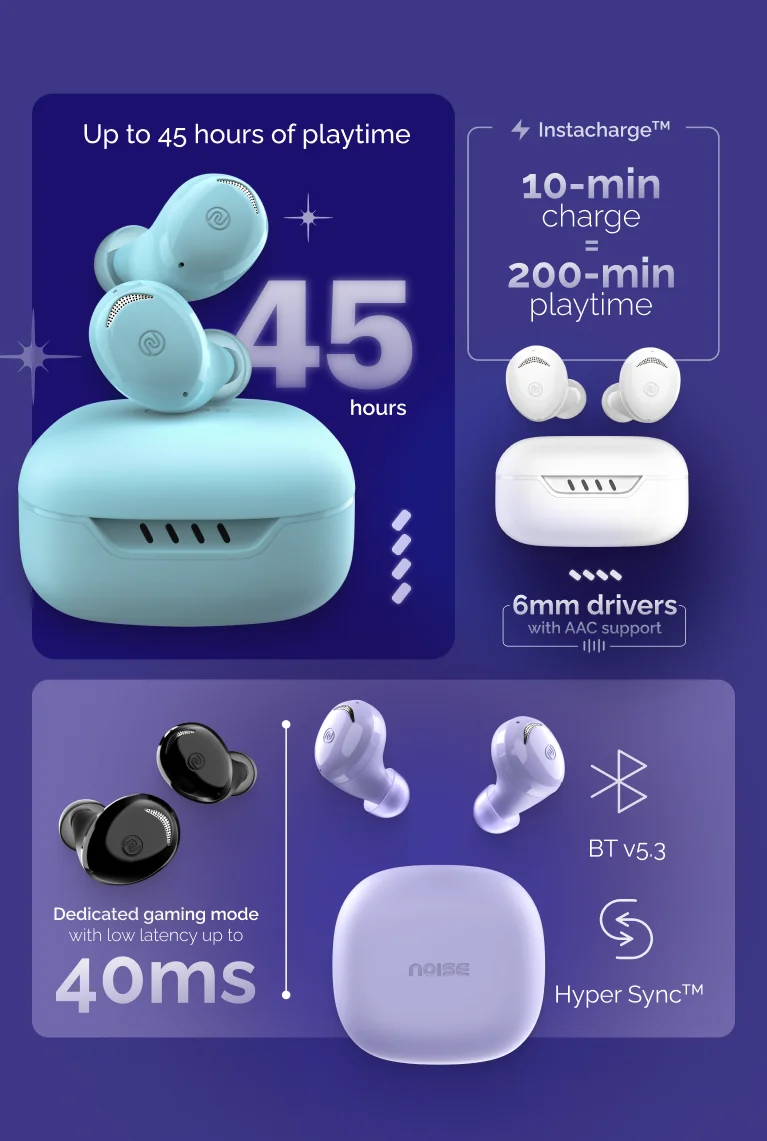 Up to 45 hours of playtime
45
hours
Instacharge™
10-min
charge
=
200-min
playtime
6mm drivers
with AAC support
Dedicated gaming mode
with low latency up to
40ms
noise
BT v5.3
Hyper Sync™